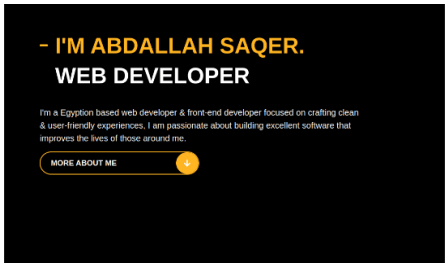 – I'M ABDALLAH SAQER.
WEB DEVELOPER
I'm a Egyption based web developer & front-end developer focused on crafting clean
& user-friendly experiences, I am passionate about building excellent software that
improves the lives of those around me.
MORE ABOUT ME